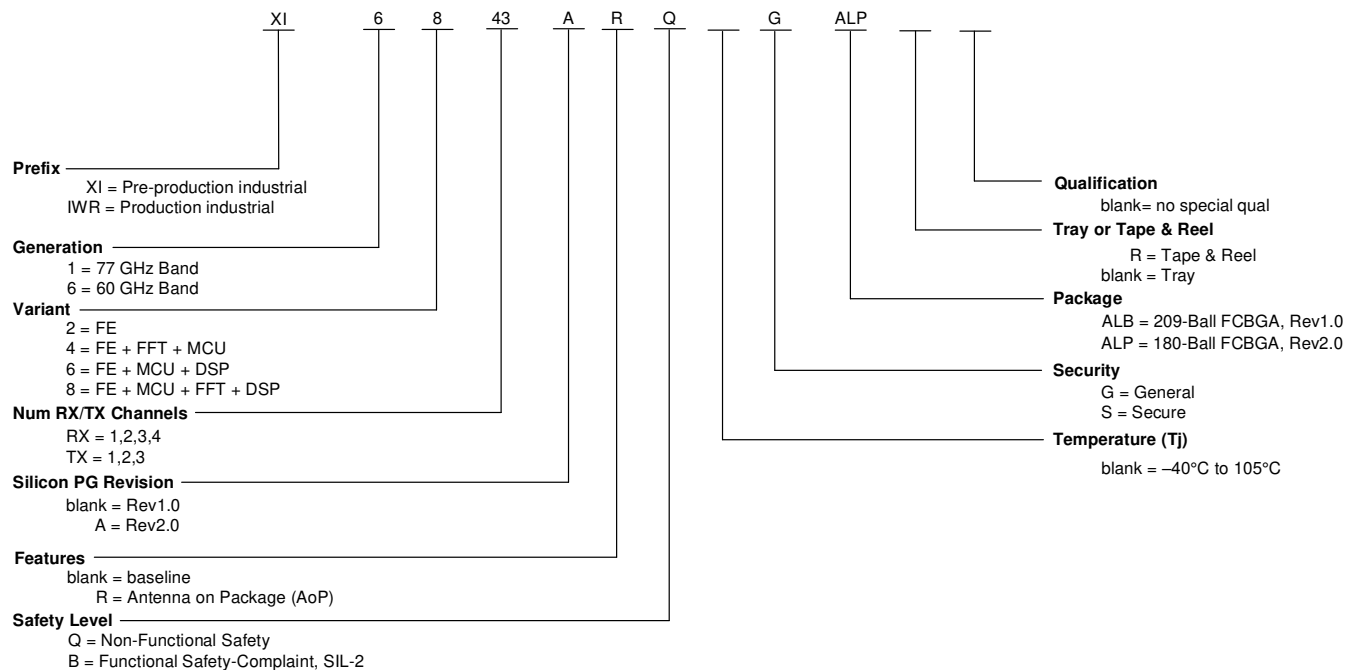 XI 6 8 43 A R Q G ALP
Prefix
XI = Pre-production industrial
IWR = Production industrial
Generation
1 = 77 GHz Band
6 = 60 GHz Band
Variant
2 = FE
4 = FE + FFT + MCU
6 = FE + MCU + DSP
8 = FE + MCU + FFT + DSP
Num RX/TX Channels
RX = 1,2,3,4
TX = 1,2,3
Silicon PG Revision
blank = Rev1.0
A = Rev2.0
Features
blank = baseline
R = Antenna on Package (AoP)
Safety Level
Q = Non-Functional Safety
B = Functional Safety-Complaint, SIL-2
Qualification
blank= no special qual
Tray or Tape & Reel
R = Tape & Reel
blank = Tray
Package
ALB = 209-Ball FCBGA, Rev1.0
ALP = 180-Ball FCBGA, Rev2.0
Security
G = General
S = Secure
Temperature (Tj)
blank = –40°C to 105°C